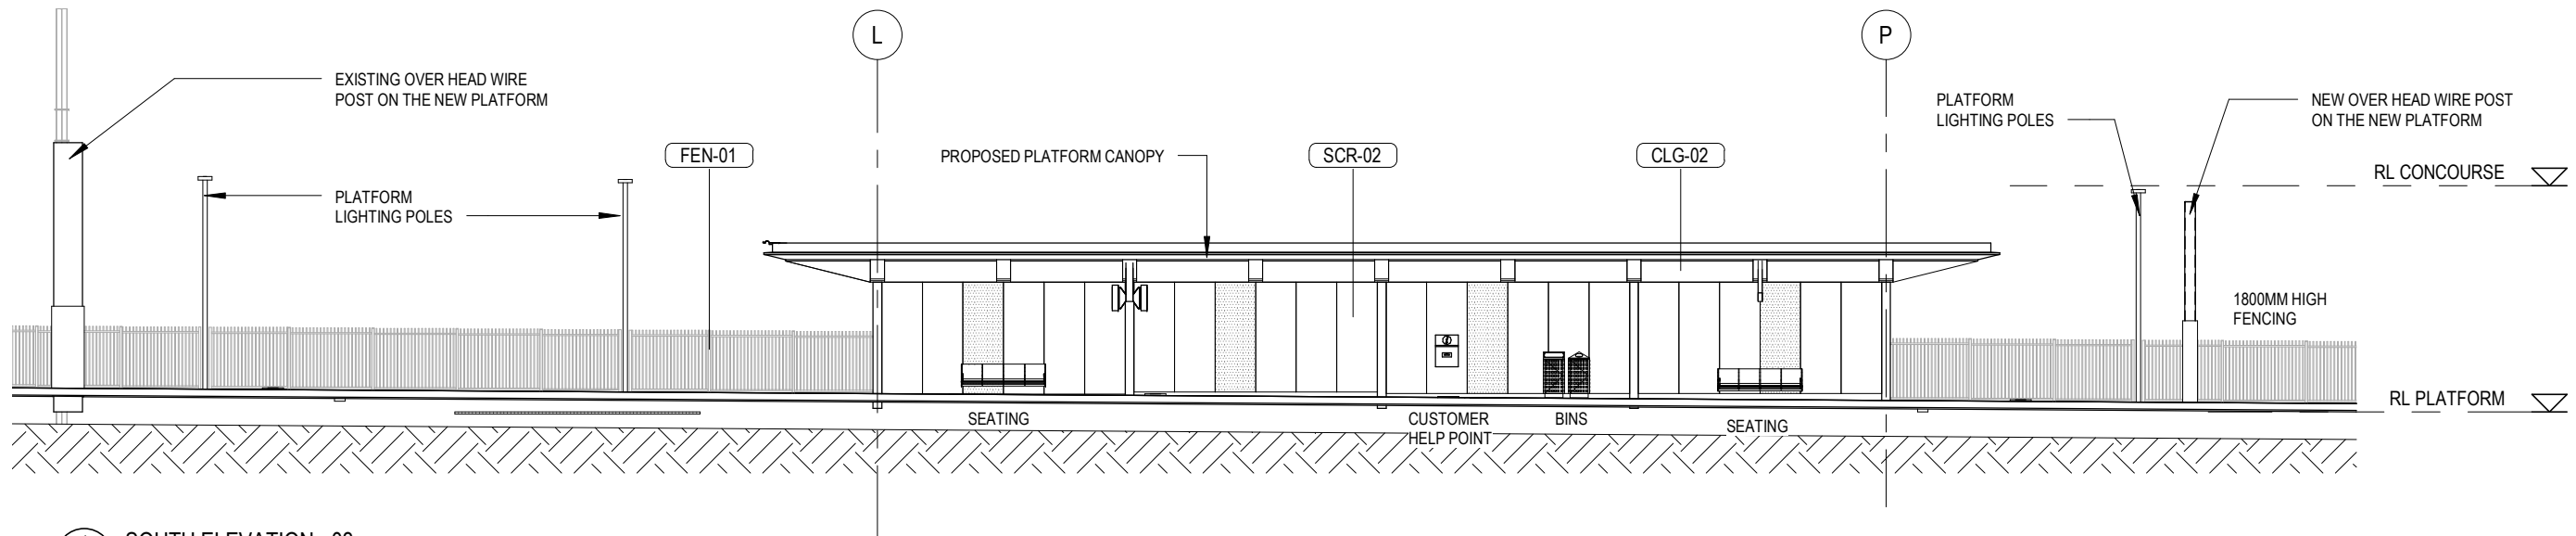 L
P
EXISTING OVER HEAD WIRE
POST ON THE NEW PLATFORM
PLATFORM
LIGHTING POLES
NEW OVER HEAD WIRE POST
ON THE NEW PLATFORM
FEN-01
PROPOSED PLATFORM CANOPY
SCR-02
CLG-02
RL CONCOURSE
PLATFORM
LIGHTING POLES
1800MM HIGH
FENCING
RL PLATFORM
SEATING
CUSTOMER
HELP POINT
BINS
SEATING
SOUTH ELEVATION